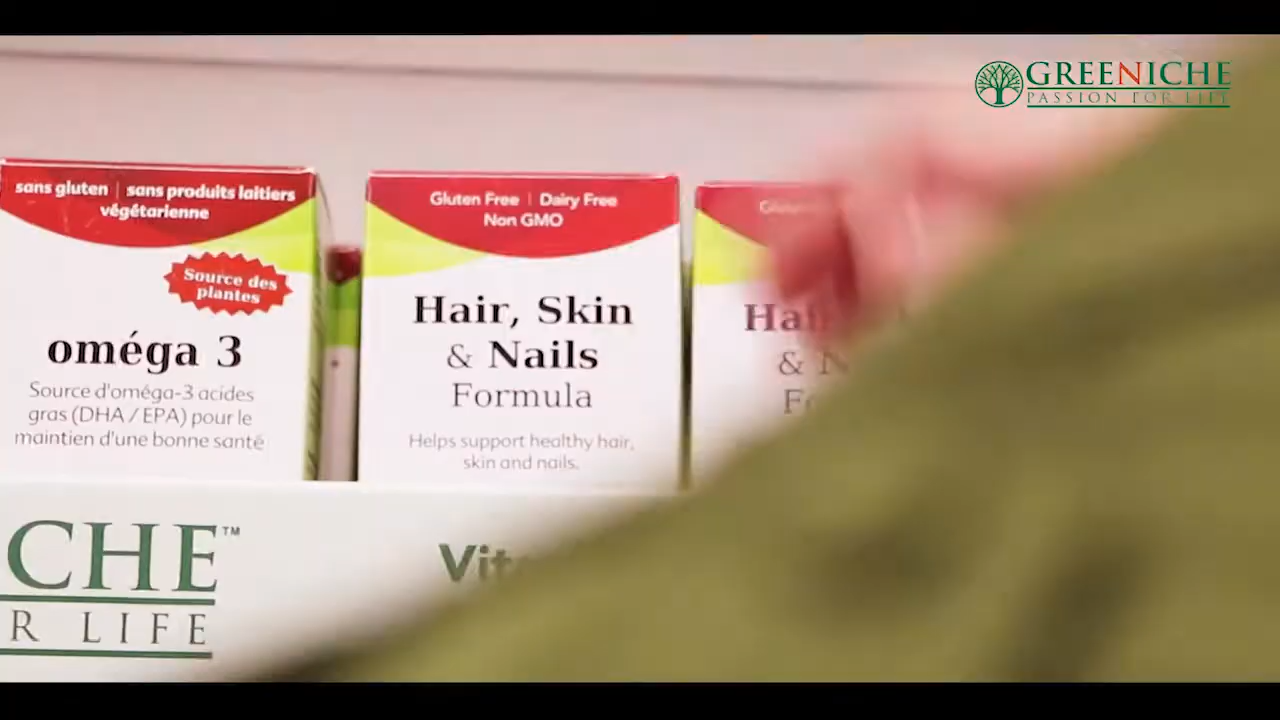 GREENICHE
PASSION FOR LIFE
sans gluten | sans produits laitiers
végétarienne
Source des
plantes
oméga 3
Source d'oméga-3 acides
gras (DHA / EPA) pour le
maintien d'une bonne santé
Gluten Free | Dairy Free
Non GMO
Hair, Skin
& Nails
Formula
Helps support healthy hair,
skin and nails.
&
CHE™
R LIFE